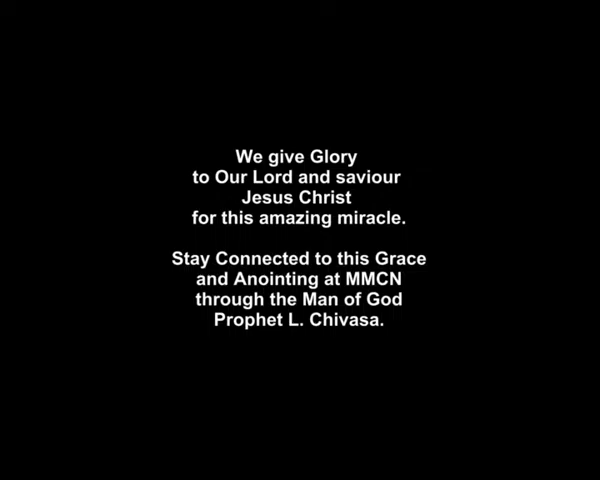 We give Glory
to Our Lord and saviour
Jesus Christ
for this amazing miracle.
Stay Connected to this Grace
and Anointing at MMCN
through the Man of God
Prophet L. Chivasa.